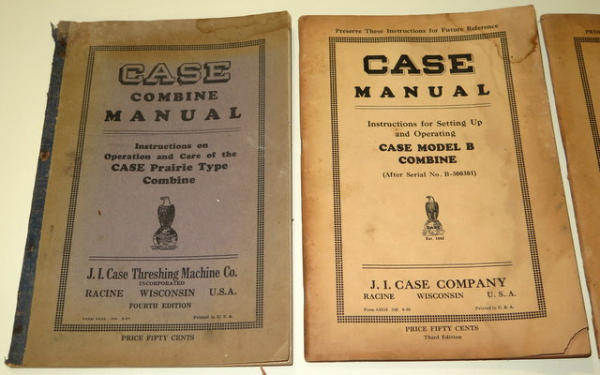 CASE
COMBINE
MANUAL
Instructions on
Operation and Care of the
CASE Prairie Type
Combine
J. I. Case Threshing Machine Co.
INCORPORATED
RACINE WISCONSIN U.S.A.
FOURTH EDITION
Printed in U. S. A.
PRICE FIFTY CENTS
Preserve These Instructions for Future Reference
CASE
MANUAL
Instructions for Setting Up
and Operating
CASE MODEL B
COMBINE
(After Serial No. B-300301)
CASE
Est. 1842
J. I. CASE COMPANY
RACINE WISCONSIN U. S. A.
Printed in U. S. A.
PRICE FIFTY CENTS
Third Edition